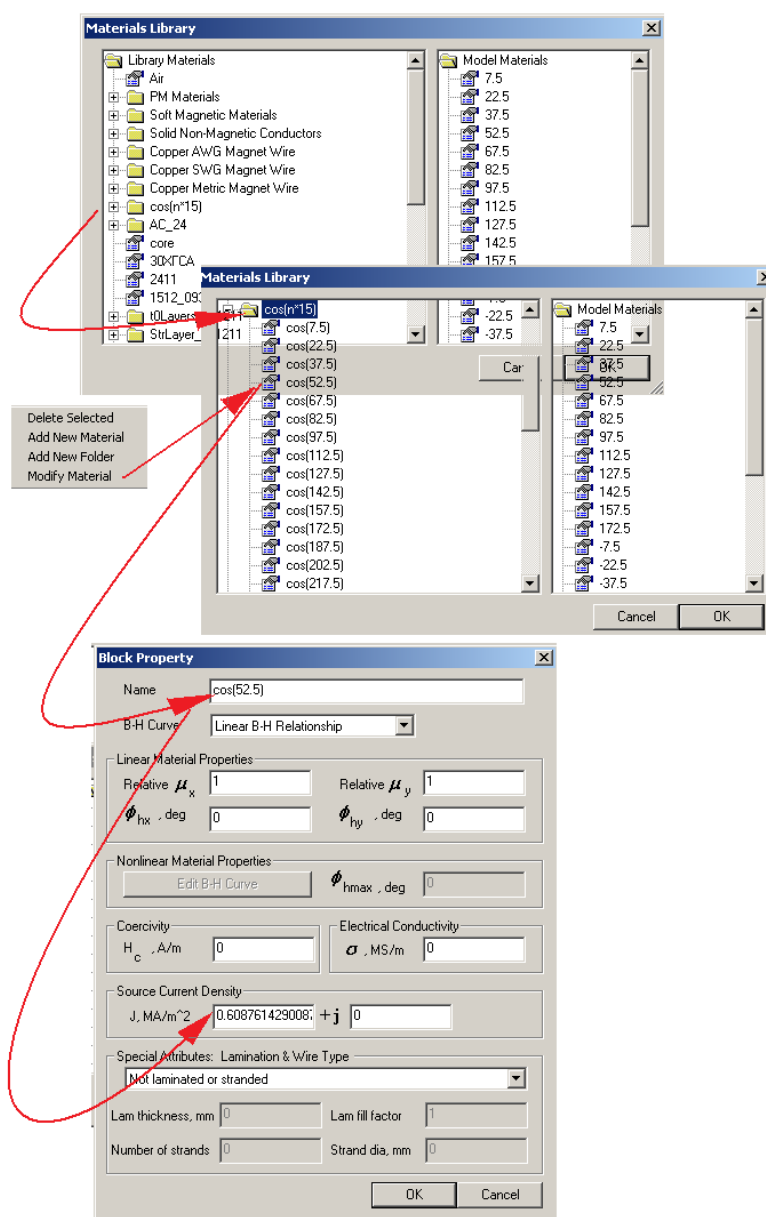 Materials Library
Library Materials
Air
PM Materials
Soft Magnetic Materials
Solid Non-Magnetic Conductors
Copper AWG Magnet Wire
Copper SWG Magnet Wire
Copper Metric Magnet Wire
cos(n*15)
AC_24
core
30ХГСА
2411
1512_093
t0Layers
1211
StrLayer_
1211
Model Materials
7.5
22.5
37.5
52.5
67.5
82.5
97.5
112.5
127.5
142.5
157.5
-22.5
-37.5
Materials Library
cos(n*15)
cos(7.5)
cos(22.5)
cos(37.5)
cos(52.5)
cos(67.5)
cos(82.5)
cos(97.5)
cos(112.5)
cos(127.5)
cos(142.5)
cos(157.5)
cos(172.5)
cos(187.5)
cos(202.5)
cos(217.5)
Model Materials
7.5
22.5
37.5
52.5
67.5
82.5
97.5
112.5
127.5
142.5
157.5
172.5
-7.5
-22.5
-37.5
Cancel
OK
Delete Selected
Add New Material
Add New Folder
Modify Material
Block Property
Name
cos(52.5)
B-H Curve
Linear B-H Relationship
Linear Material Properties
Relative μx 1
Relative μy 1
ϕhx , deg 0
ϕhy , deg 0
Nonlinear Material Properties
Edit B-H Curve
ϕhmax , deg 0
Coercivity
Hc , A/m 0
Electrical Conductivity
σ , MS/m 0
Source Current Density
J, MA/m^2 0.6087614290087 +j 0
Special Attributes: Lamination & Wire Type
Not laminated or stranded
Lam thickness, mm 0
Lam fill factor 1
Number of strands 0
Strand dia, mm 0
OK
Cancel